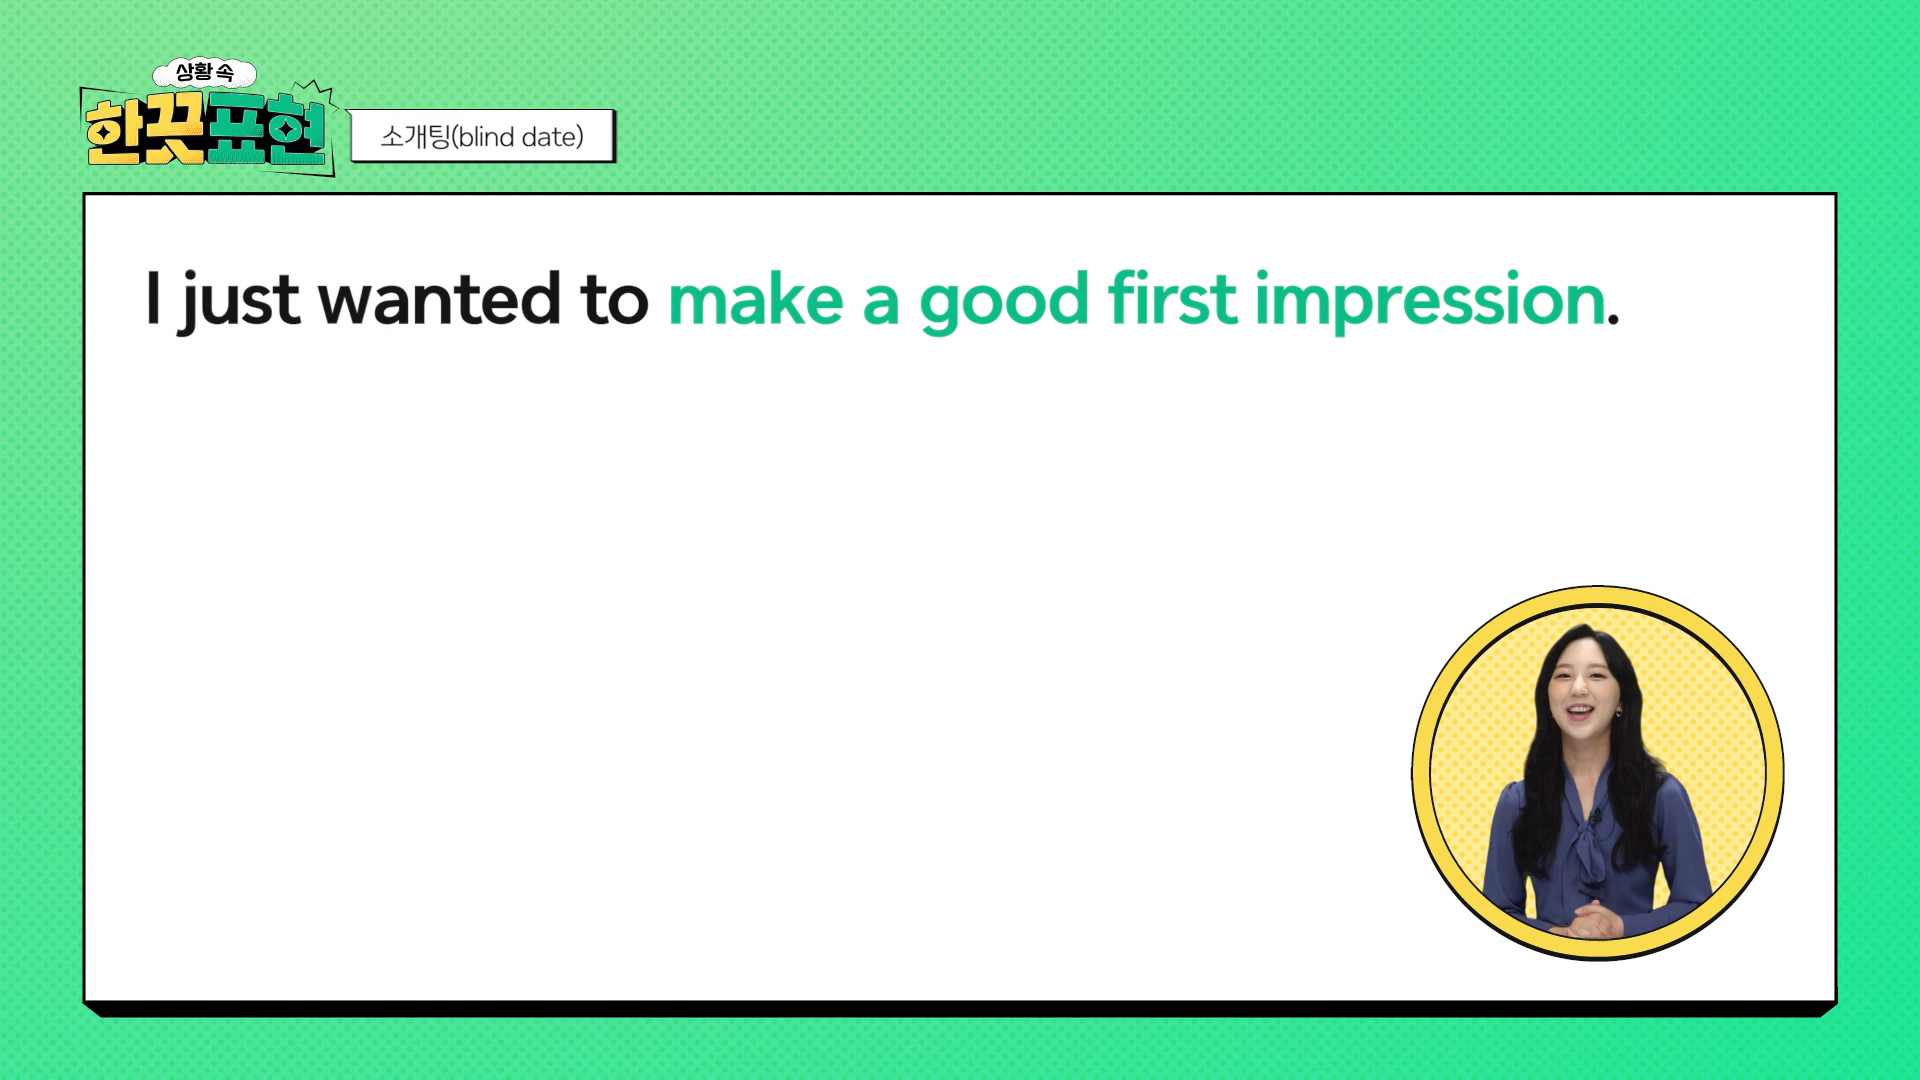 상황 속
한끗표현
소개팅(blind date)
I just wanted to make a good first impression.